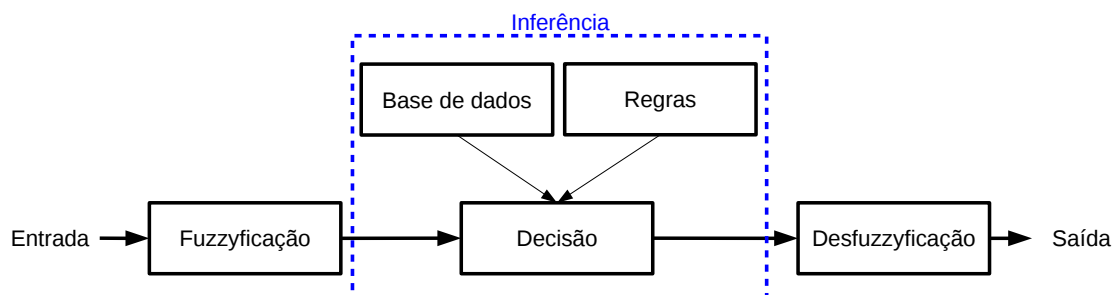 Inferência
Base de dados
Regras
Entrada
Fuzzyficação
Decisão
Desfuzzyficação
Saída